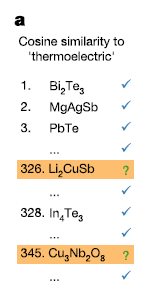 a
Cosine similarity to
'thermoelectric'
1. Bi₂Te₃ ✓
2. MgAgSb ✓
3. PbTe ✓
... ✓
326. Li₂CuSb ?
... ✓
328. In₄Te₃ ✓
... ✓
345. Cu₃Nb₂O₈ ?
... ✓